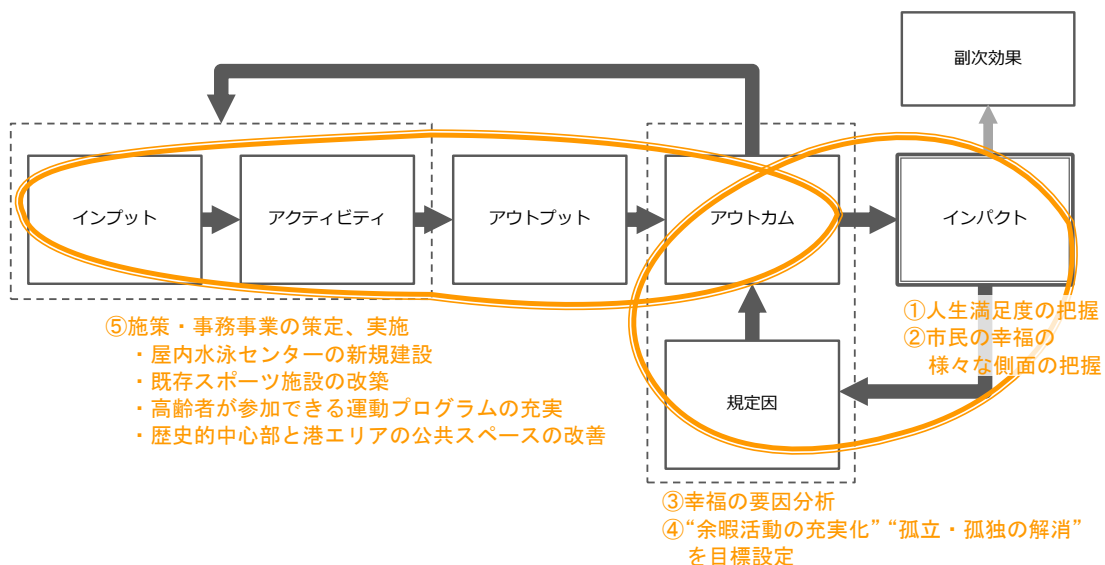 副次効果
インプット
アクティビティ
アウトプット
アウトカム
インパクト
規定因
①人生満足度の把握
②市民の幸福の
様々な側面の把握
⑤施策・事務事業の策定、実施
・屋内水泳センターの新規建設
・既存スポーツ施設の改築
・高齢者が参加できる運動プログラムの充実
・歴史的中心部と港エリアの公共スペースの改善
③幸福の要因分析
④“余暇活動の充実化” “孤立・孤独の解消”
を目標設定